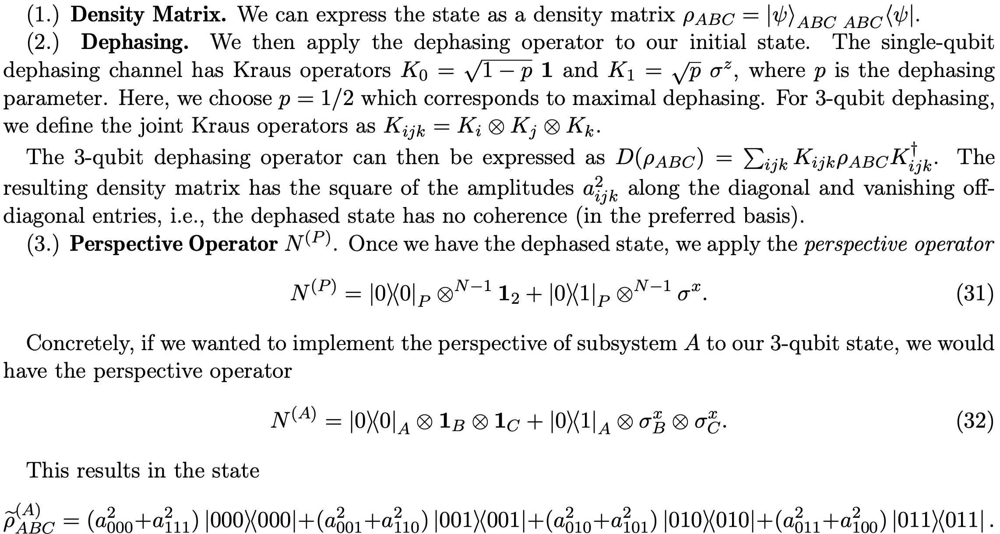 (1.) Density Matrix. We can express the state as a density matrix $\rho_{ABC} = |\psi\rangle_{ABC\ ABC}\langle\psi|$.
(2.) Dephasing. We then apply the dephasing operator to our initial state. The single-qubit
dephasing channel has Kraus operators $K_0 = \sqrt{1-p}\ \mathbf{1}$ and $K_1 = \sqrt{p}\ \sigma^z$, where $p$ is the dephasing
parameter. Here, we choose $p = 1/2$ which corresponds to maximal dephasing. For 3-qubit dephasing,
we define the joint Kraus operators as $K_{ijk} = K_i \otimes K_j \otimes K_k$.
The 3-qubit dephasing operator can then be expressed as $D(\rho_{ABC}) = \sum_{ijk} K_{ijk}\rho_{ABC}K_{ijk}^\dagger$. The
resulting density matrix has the square of the amplitudes $a_{ijk}^2$ along the diagonal and vanishing off-
diagonal entries, i.e., the dephased state has no coherence (in the preferred basis).
(3.) Perspective Operator $N^{(P)}$. Once we have the dephased state, we apply the perspective operator
$N^{(P)} = |0\rangle\langle 0|_P \otimes^{N-1} \mathbf{1}_2 + |0\rangle\langle 1|_P \otimes^{N-1} \sigma^x.$ (31)
Concretely, if we wanted to implement the perspective of subsystem $A$ to our 3-qubit state, we would
have the perspective operator
$N^{(A)} = |0\rangle\langle 0|_A \otimes \mathbf{1}_B \otimes \mathbf{1}_C + |0\rangle\langle 1|_A \otimes \sigma_B^x \otimes \sigma_C^x.$ (32)
This results in the state
$\widetilde{\rho}_{ABC}^{(A)} = (a_{000}^2 + a_{111}^2)\,|000\rangle\langle 000| + (a_{001}^2 + a_{110}^2)\,|001\rangle\langle 001| + (a_{010}^2 + a_{101}^2)\,|010\rangle\langle 010| + (a_{011}^2 + a_{100}^2)\,|011\rangle\langle 011|\,.$